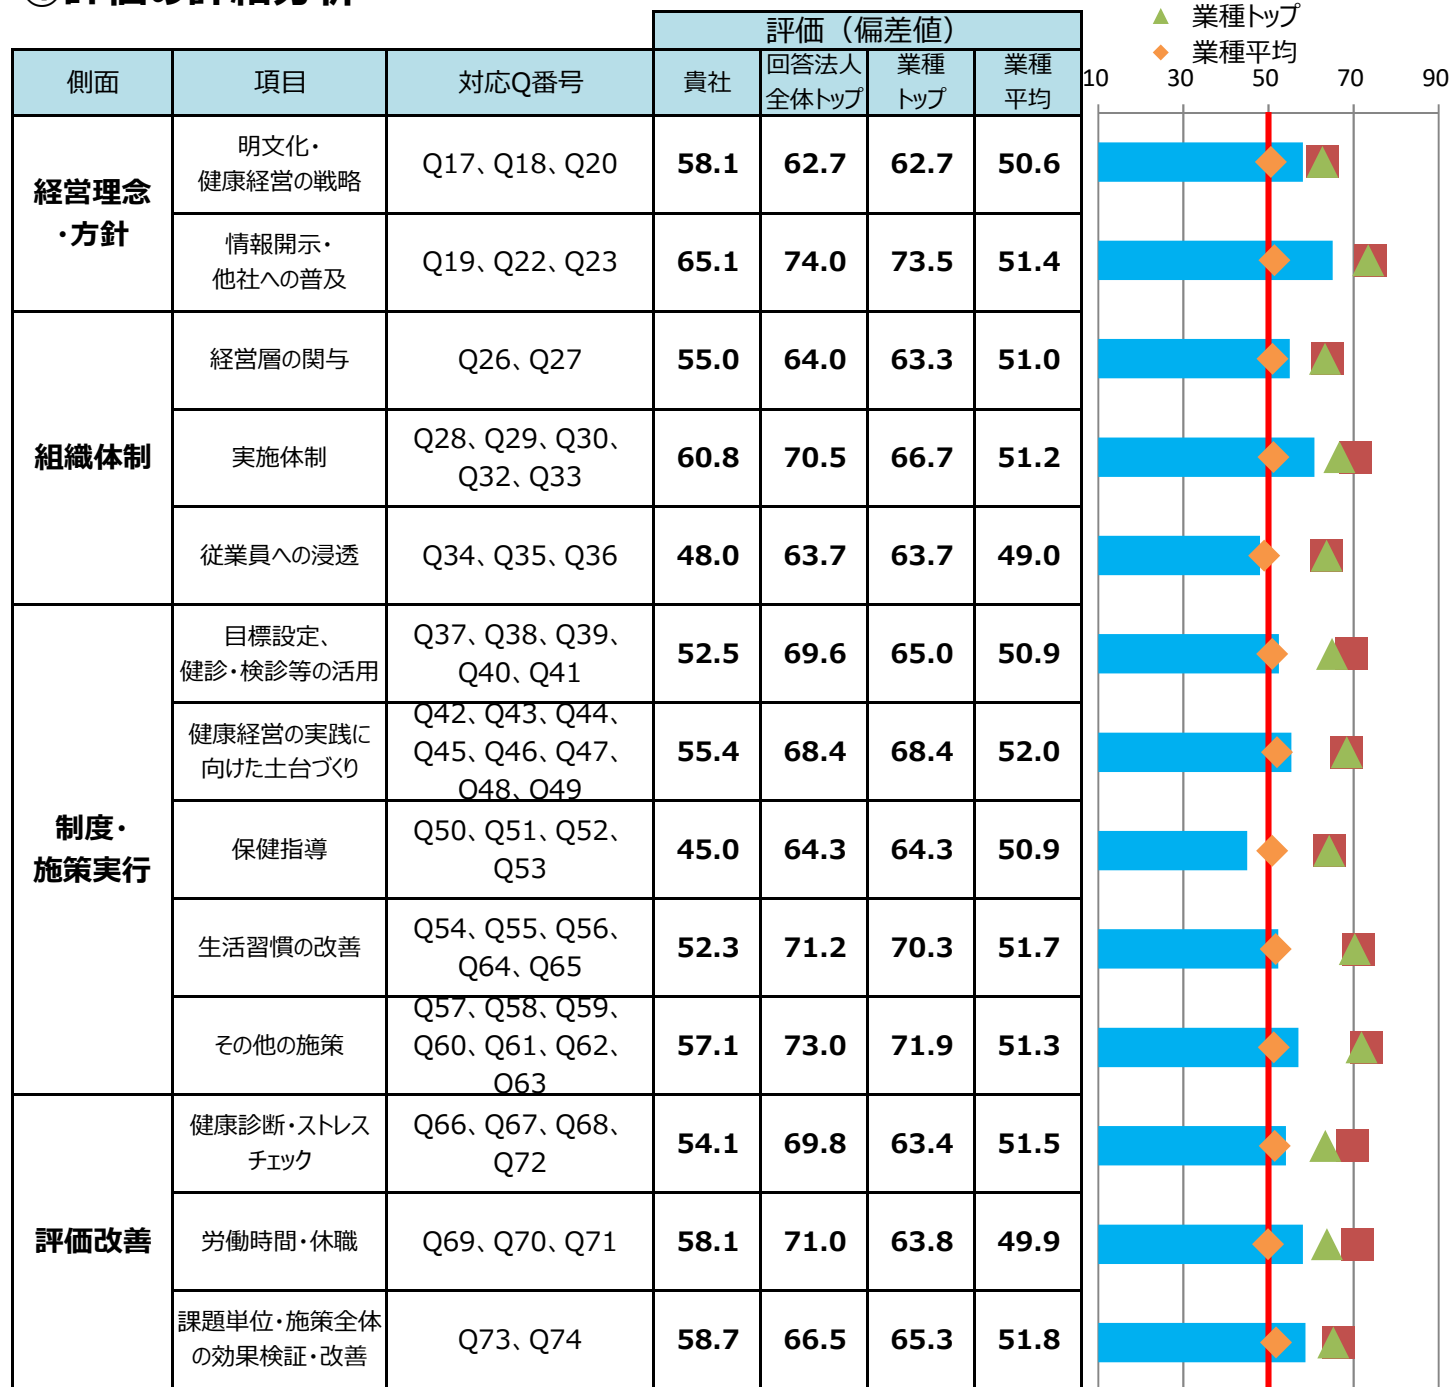 ①評価の詳細分析
▲ 業種トップ
◆ 業種平均
評価（偏差値）
側面 項目 対応Q番号 貴社 回答法人全体トップ 業種トップ 業種平均
10 30 50 70 90
経営理念・方針
明文化・
健康経営の戦略
Q17、Q18、Q20 58.1 62.7 62.7 50.6
情報開示・
他社への普及
Q19、Q22、Q23 65.1 74.0 73.5 51.4
組織体制
経営層の関与 Q26、Q27 55.0 64.0 63.3 51.0
実施体制
Q28、Q29、Q30、
Q32、Q33
60.8 70.5 66.7 51.2
従業員への浸透 Q34、Q35、Q36 48.0 63.7 63.7 49.0
制度・
施策実行
目標設定、
健診・検診等の活用
Q37、Q38、Q39、
Q40、Q41
52.5 69.6 65.0 50.9
健康経営の実践に
向けた土台づくり
Q42、Q43、Q44、
Q45、Q46、Q47、
Q48、Q49
55.4 68.4 68.4 52.0
保健指導
Q50、Q51、Q52、
Q53
45.0 64.3 64.3 50.9
生活習慣の改善
Q54、Q55、Q56、
Q64、Q65
52.3 71.2 70.3 51.7
その他の施策
Q57、Q58、Q59、
Q60、Q61、Q62、
Q63
57.1 73.0 71.9 51.3
評価改善
健康診断・ストレス
チェック
Q66、Q67、Q68、
Q72
54.1 69.8 63.4 51.5
労働時間・休職 Q69、Q70、Q71 58.1 71.0 63.8 49.9
課題単位・施策全体
の効果検証・改善
Q73、Q74 58.7 66.5 65.3 51.8